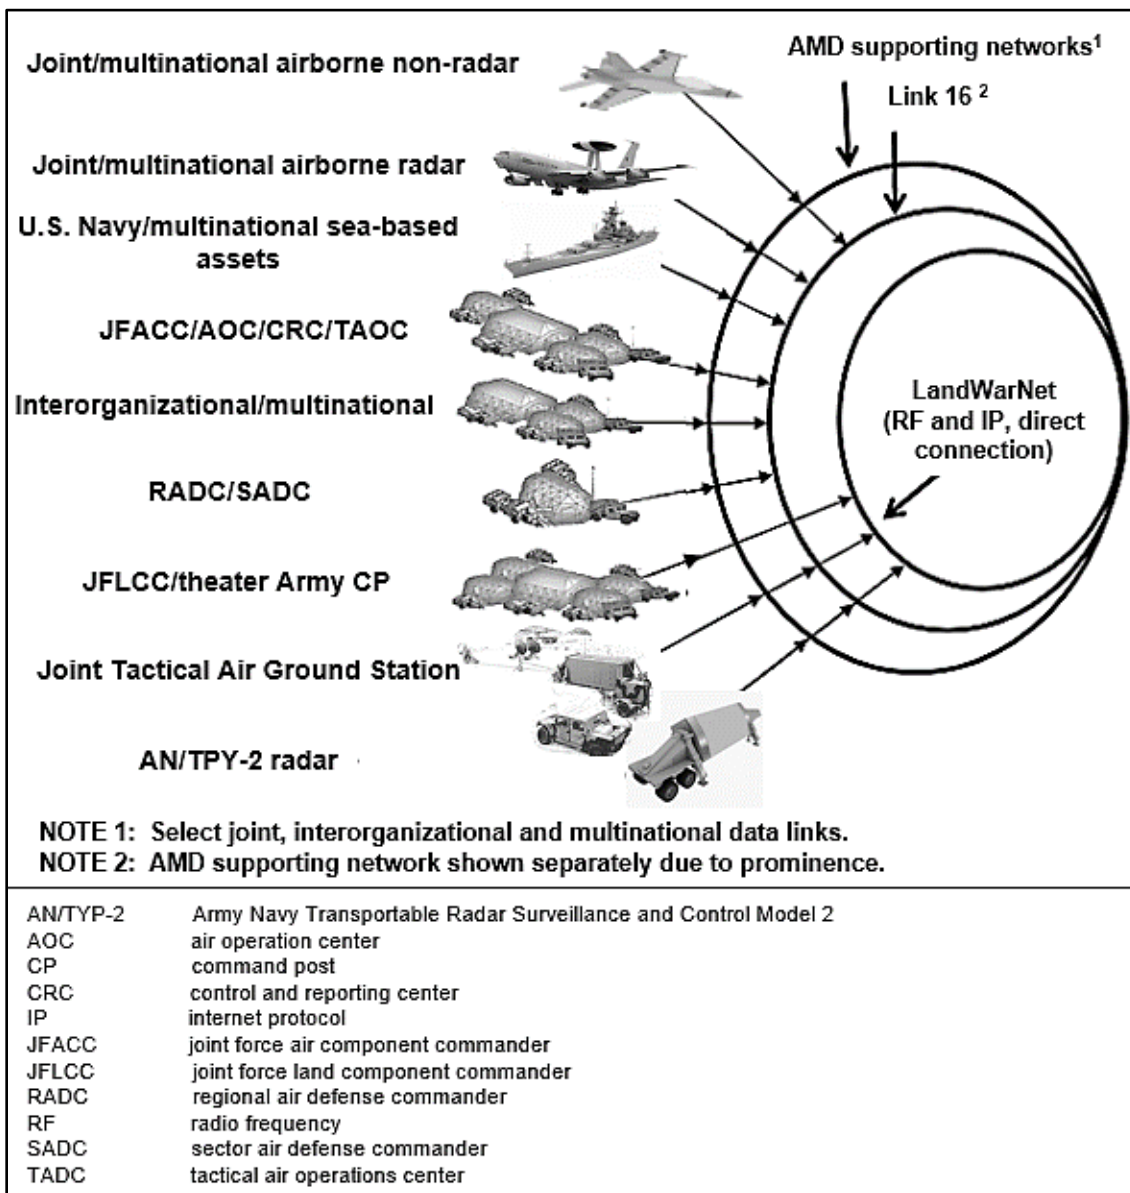 Joint/multinational airborne non-radar
AMD supporting networks¹
Link 16 ²
Joint/multinational airborne radar
U.S. Navy/multinational sea-based
assets
JFACC/AOC/CRC/TAOC
Interorganizational/multinational
LandWarNet
(RF and IP, direct
connection)
RADC/SADC
JFLCC/theater Army CP
Joint Tactical Air Ground Station
AN/TPY-2 radar
NOTE 1: Select joint, interorganizational and multinational data links.
NOTE 2: AMD supporting network shown separately due to prominence.
AN/TYP-2 Army Navy Transportable Radar Surveillance and Control Model 2
AOC air operation center
CP command post
CRC control and reporting center
IP internet protocol
JFACC joint force air component commander
JFLCC joint force land component commander
RADC regional air defense commander
RF radio frequency
SADC sector air defense commander
TADC tactical air operations center